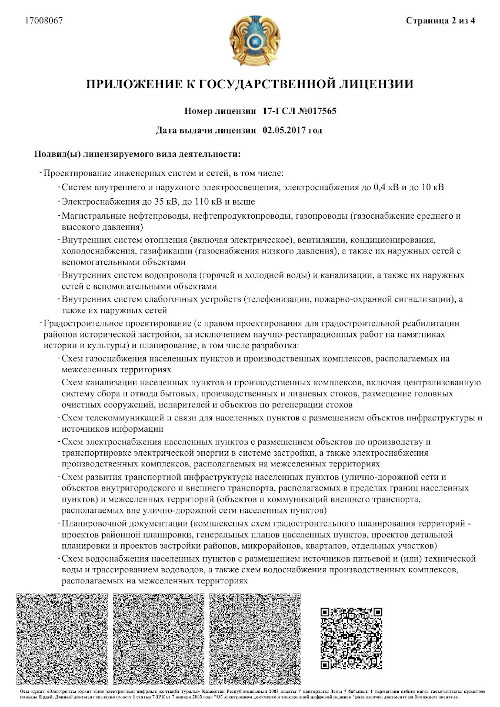 17008067
Страница 2 из 4
ПРИЛОЖЕНИЕ К ГОСУДАРСТВЕННОЙ ЛИЦЕНЗИИ
Номер лицензии 17-ГСЛ №017565
Дата выдачи лицензии 02.05.2017 год
Подвид(ы) лицензируемого вида деятельности:
- Проектирование инженерных систем и сетей, в том числе:
- Систем внутреннего и наружного электроосвещения, электроснабжения до 0,4 кВ и до 10 кВ
- Электроснабжения до 35 кВ, до 110 кВ и выше
- Магистральные нефтепроводы, нефтепродуктопроводы, газопроводы (газоснабжение среднего и
высокого давления)
- Внутренних систем отопления (включая электрическое), вентиляции, кондиционирования,
холодоснабжения, газификации (газоснабжения низкого давления), а также их наружных сетей с
вспомогательными объектами
- Внутренних систем водопровода (горячей и холодной воды) и канализации, а также их наружных
сетей с вспомогательными объектами
- Внутренних систем слаботочных устройств (телефонизации, пожарно-охранной сигнализации), а
также их наружных сетей
- Градостроительное проектирование (с правом проектирования для градостроительной реабилитации
районов исторической застройки, за исключением научно-реставрационных работ на памятниках
истории и культуры) и планирование, в том числе разработка:
- Схем газоснабжения населенных пунктов и производственных комплексов, располагаемых на
межселенных территориях
- Схем канализации населенных пунктов и производственных комплексов, включая централизованную
систему сбора и отвода бытовых, производственных и ливневых стоков, размещение головных
очистных сооружений, испарителей и объектов по регенерации стоков
- Схем телекоммуникаций и связи для населенных пунктов с размещением объектов инфраструктуры и
источников информации
- Схем электроснабжения населенных пунктов с размещением объектов по производству и
транспортировке электрической энергии в системе застройки, а также электроснабжения
производственных комплексов, располагаемых на межселенных территориях
- Схем развития транспортной инфраструктуры населенных пунктов (улично-дорожной сети и
объектов внутригородского и внешнего транспорта, располагаемых в пределах границ населенных
пунктов) и межселенных территорий (объектов и коммуникаций внешнего транспорта,
располагаемых вне улично-дорожной сети населенных пунктов)
- Планировочной документации (комплексных схем градостроительного планирования территорий -
проектов районной планировки, генеральных планов населенных пунктов, проектов детальной
планировки и проектов застройки районов, микрорайонов, кварталов, отдельных участков)
- Схем водоснабжения населенных пунктов с размещением источников питьевой и (или) технической
воды и трассированием водоводов, а также схем водоснабжения производственных комплексов,
располагаемых на межселенных территориях